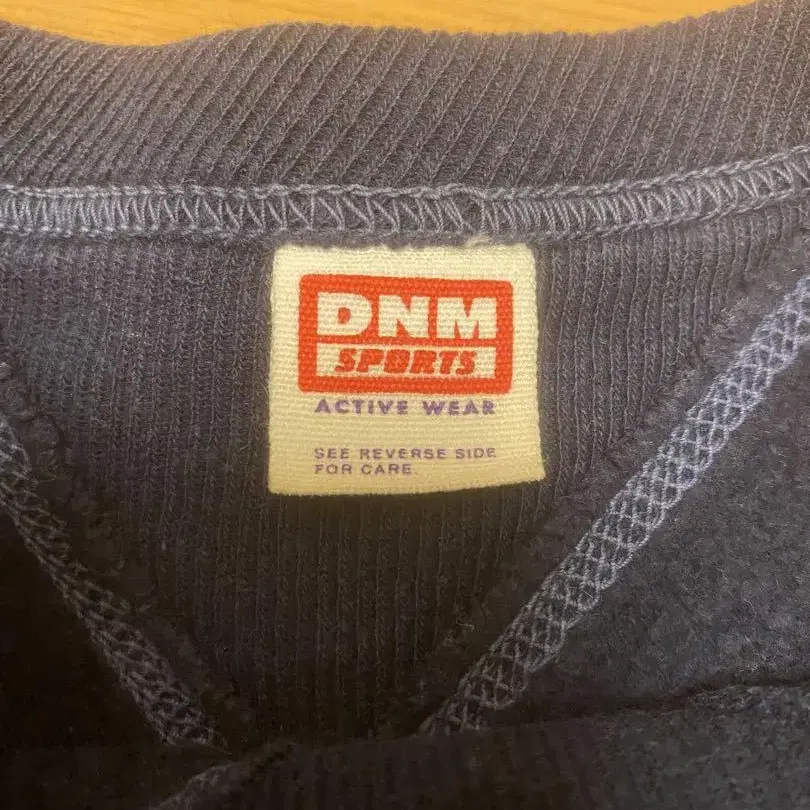 DNM
SPORTS
ACTIVE WEAR
SEE REVERSE SIDE
FOR CARE.